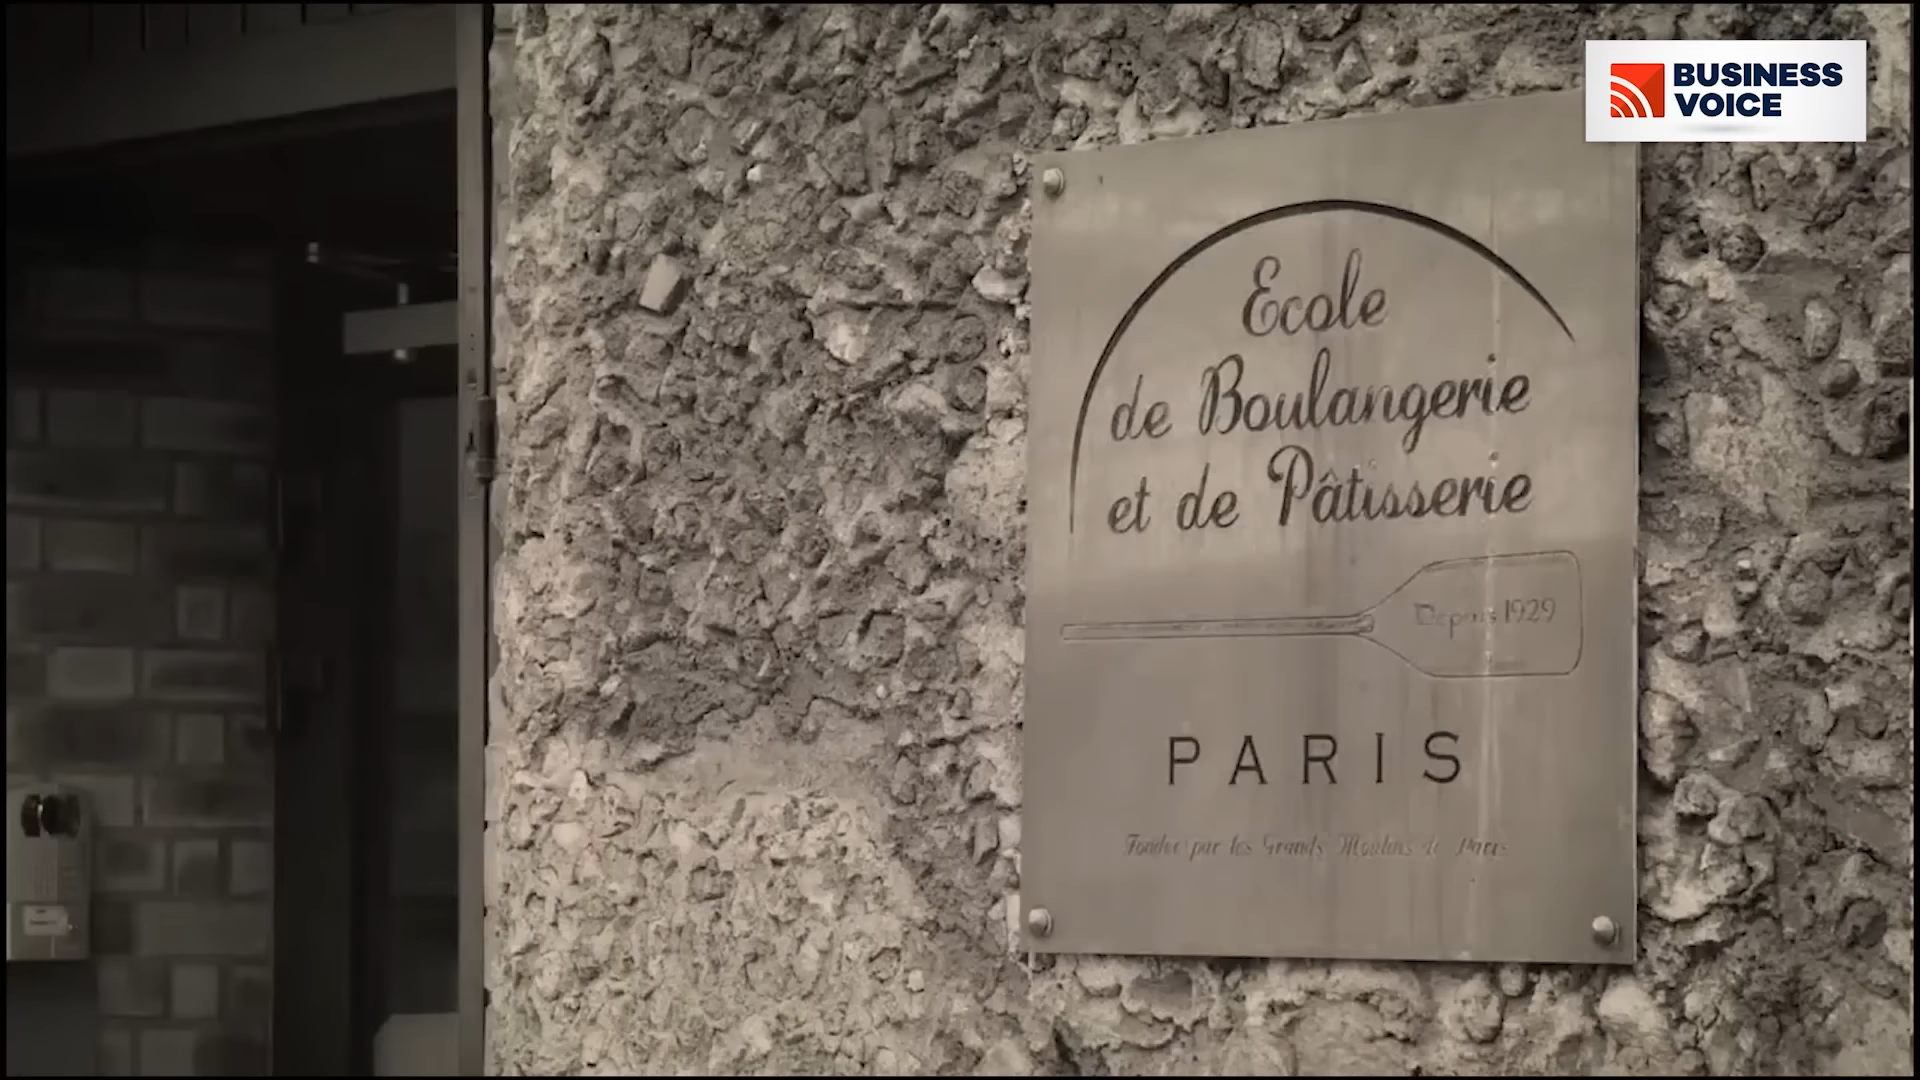 BUSINESS
VOICE
Ecole
de Boulangerie
et de Pâtisserie
Depuis 1929
PARIS
Fondée par les Grands Moulins de Paris